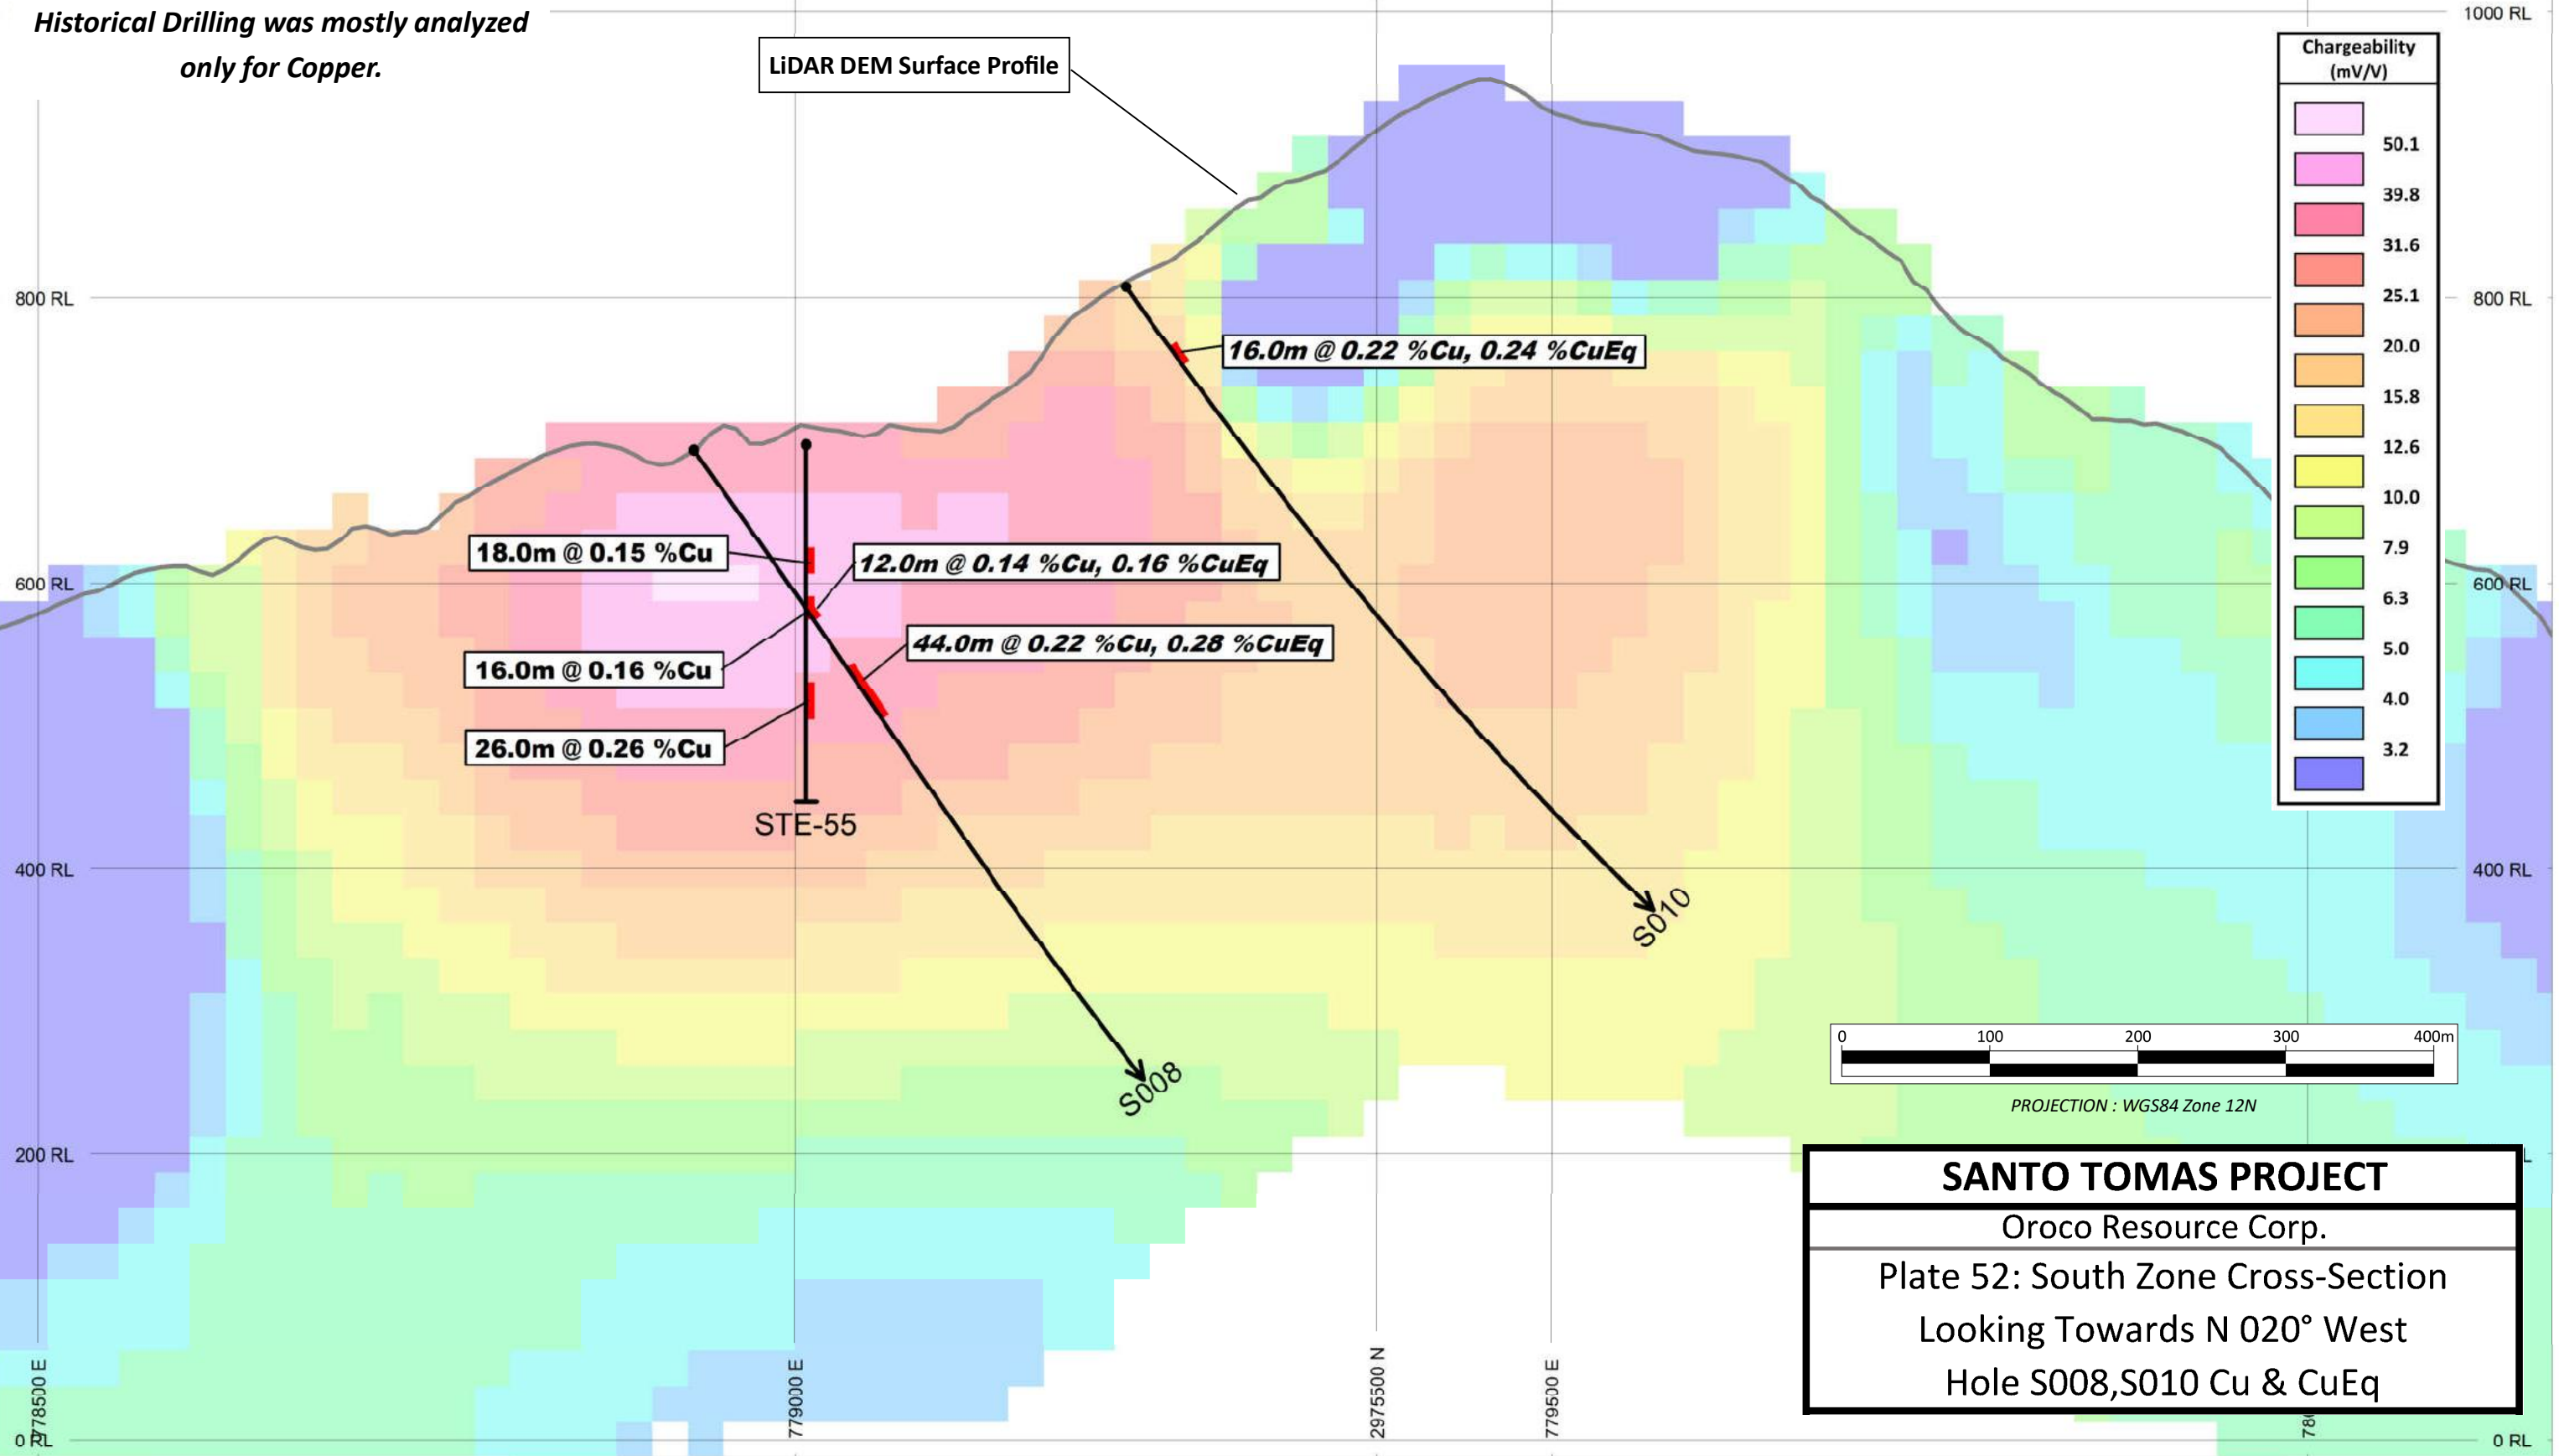 Historical Drilling was mostly analyzed
only for Copper.
LiDAR DEM Surface Profile
1000 RL
Chargeability
(mV/V)
50.1
39.8
31.6
25.1
20.0
15.8
12.6
10.0
7.9
6.3
5.0
4.0
3.2
800 RL
800 RL
16.0m @ 0.22 %Cu, 0.24 %CuEq
18.0m @ 0.15 %Cu
12.0m @ 0.14 %Cu, 0.16 %CuEq
600 RL
600 RL
44.0m @ 0.22 %Cu, 0.28 %CuEq
16.0m @ 0.16 %Cu
26.0m @ 0.26 %Cu
STE-55
400 RL
400 RL
S010
S008
0 100 200 300 400m
PROJECTION : WGS84 Zone 12N
200 RL
SANTO TOMAS PROJECT
Oroco Resource Corp.
Plate 52: South Zone Cross-Section
Looking Towards N 020° West
Hole S008,S010 Cu & CuEq
778500 E
779000 E
2975500 N
779500 E
0 RL
0 RL